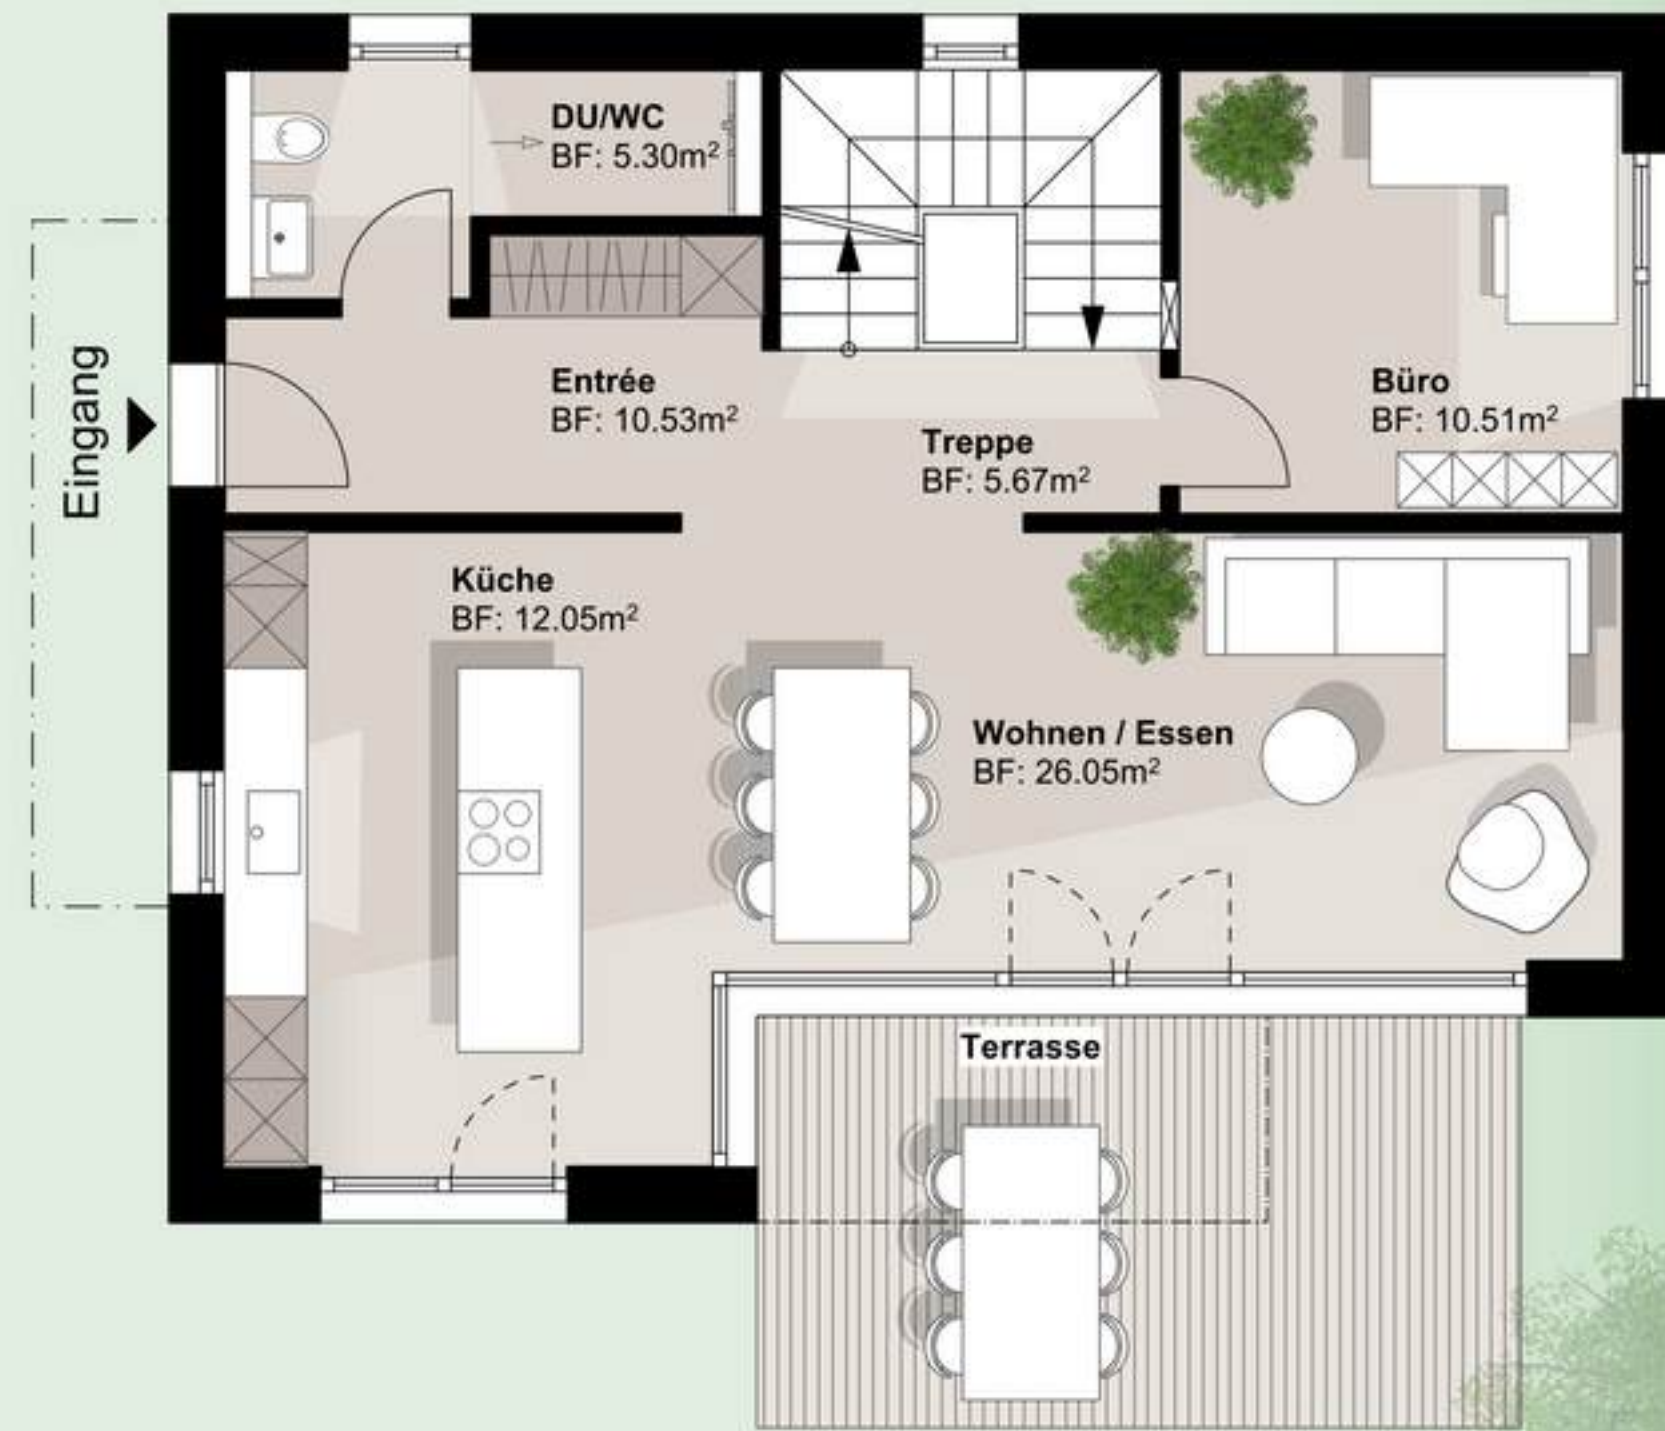 DU/WC
BF: 5.30m²
Eingang
Entrée
BF: 10.53m²
Treppe
BF: 5.67m²
Büro
BF: 10.51m²
Küche
BF: 12.05m²
Wohnen / Essen
BF: 26.05m²
Terrasse